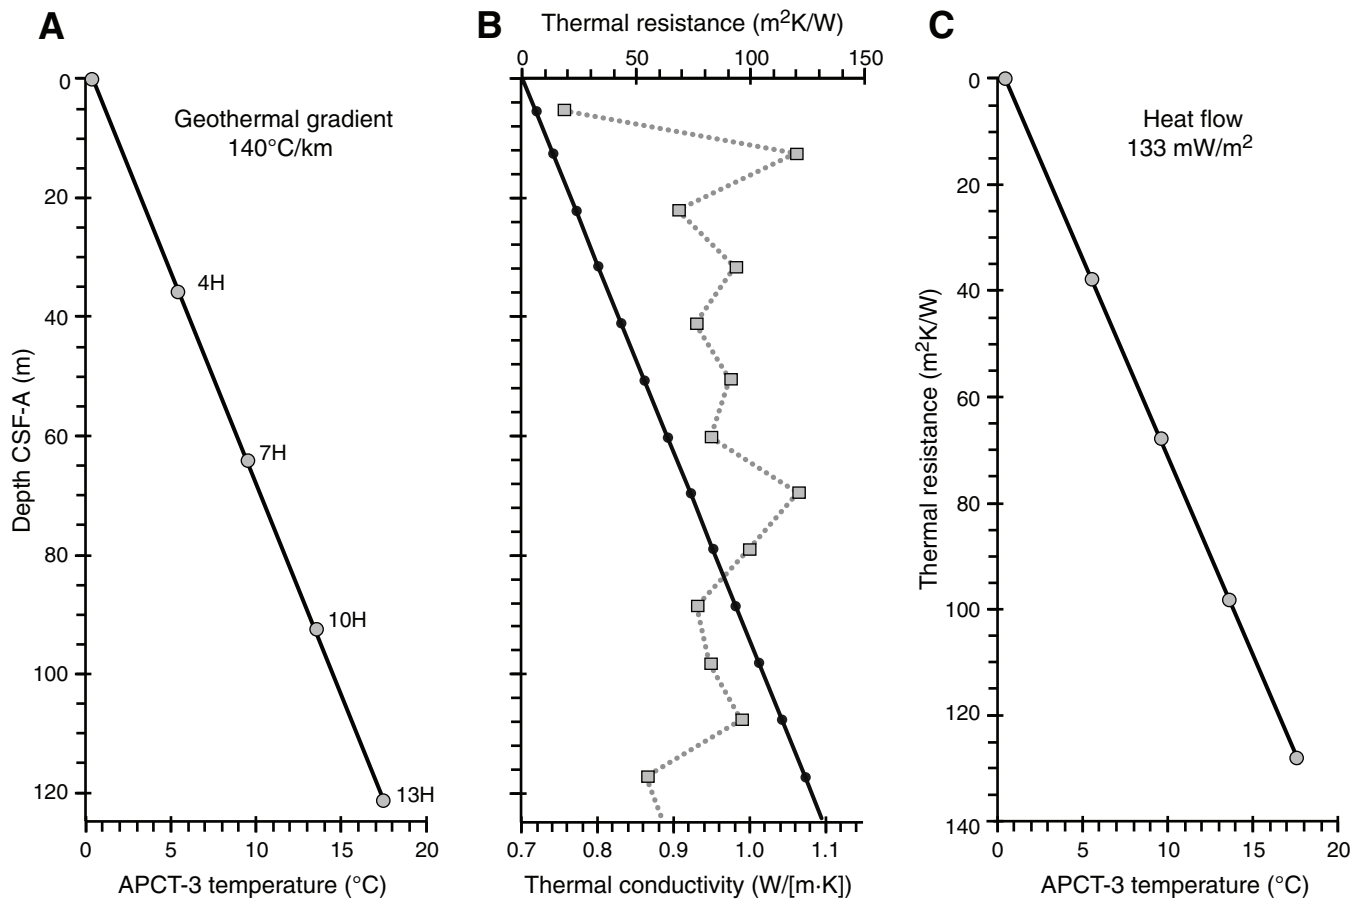 A
Geothermal gradient
140°C/km
0
20
40
60
80
100
120
Depth CSF-A (m)
4H
7H
10H
13H
0 5 10 15 20
APCT-3 temperature (°C)
B
Thermal resistance (m²K/W)
0 50 100 150
0.7 0.8 0.9 1.0 1.1
Thermal conductivity (W/[m·K])
C
Heat flow
133 mW/m²
0
20
40
60
80
100
120
140
Thermal resistance (m²K/W)
0 5 10 15 20
APCT-3 temperature (°C)